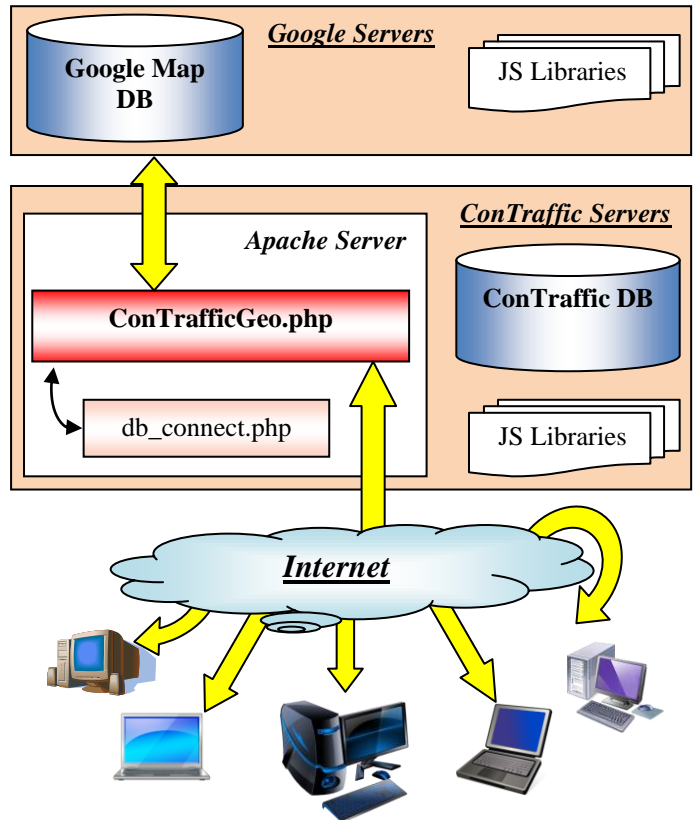 Google Servers
Google Map
DB
JS Libraries
ConTraffic Servers
Apache Server
ConTrafficGeo.php
ConTraffic DB
db_connect.php
JS Libraries
Internet